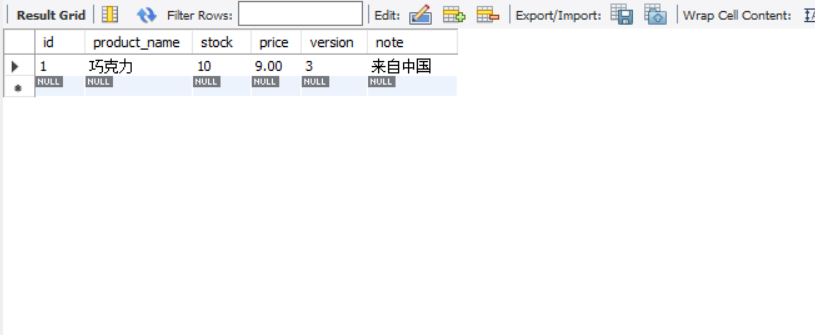 Result Grid Filter Rows: Edit: Export/Import: Wrap Cell Content:
id product_name stock price version note
1 巧克力 10 9.00 3 来自中国
NULL NULL NULL NULL NULL NULL